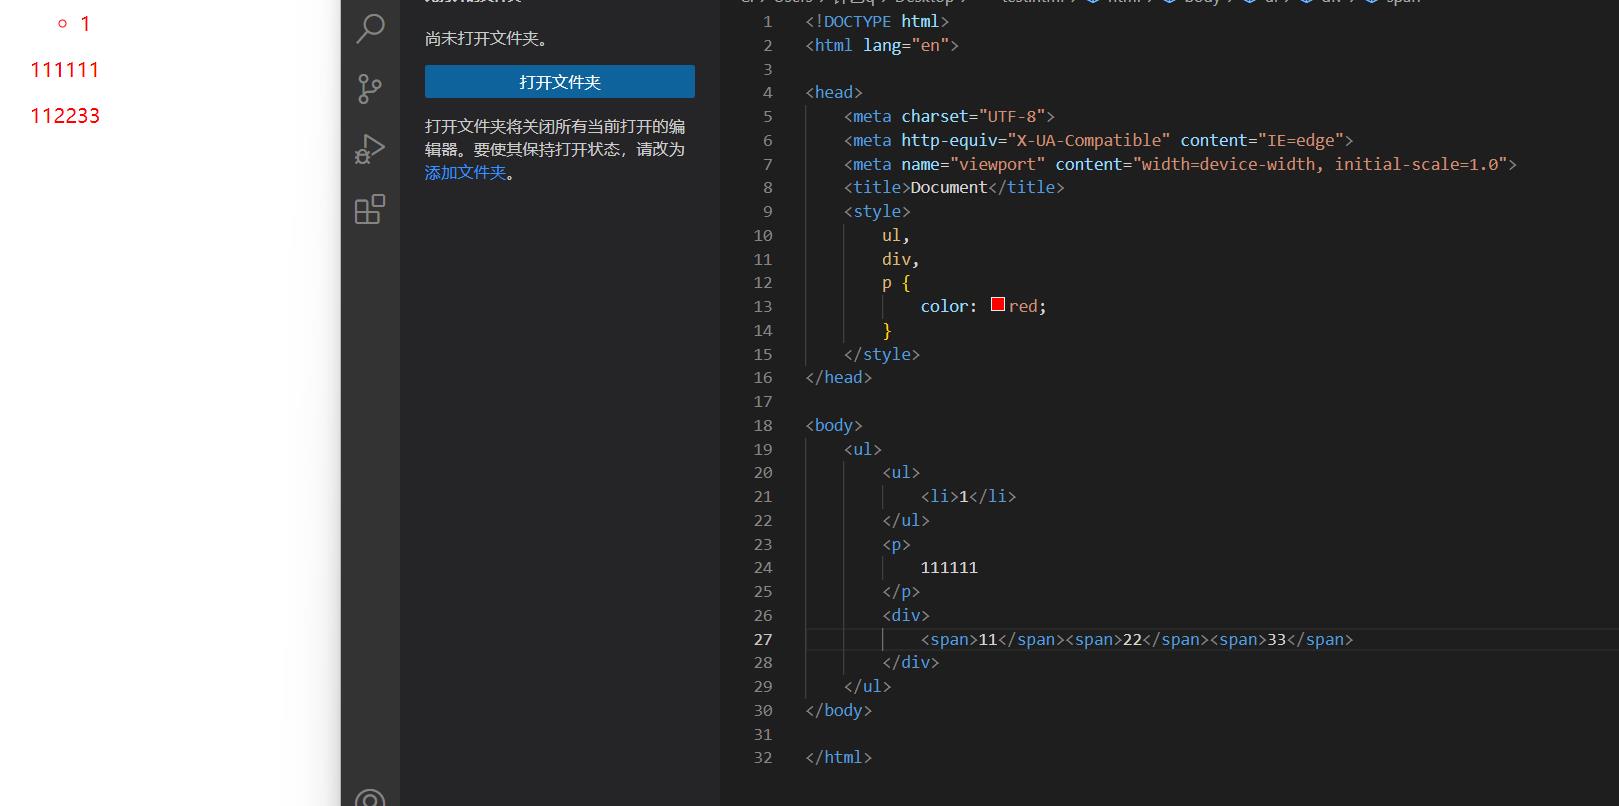 1
111111
112233
尚未打开文件夹。
打开文件夹
打开文件夹将关闭所有当前打开的编
辑器。要使其保持打开状态，请改为
添加文件夹。
1 <!DOCTYPE html>
2 <html lang="en">
3
4 <head>
5 <meta charset="UTF-8">
6 <meta http-equiv="X-UA-Compatible" content="IE=edge">
7 <meta name="viewport" content="width=device-width, initial-scale=1.0">
8 <title>Document</title>
9 <style>
10 ul,
11 div,
12 p {
13 color: red;
14 }
15 </style>
16 </head>
17
18 <body>
19 <ul>
20 <ul>
21 <li>1</li>
22 </ul>
23 <p>
24 111111
25 </p>
26 <div>
27 <span>11</span><span>22</span><span>33</span>
28 </div>
29 </ul>
30 </body>
31
32 </html>